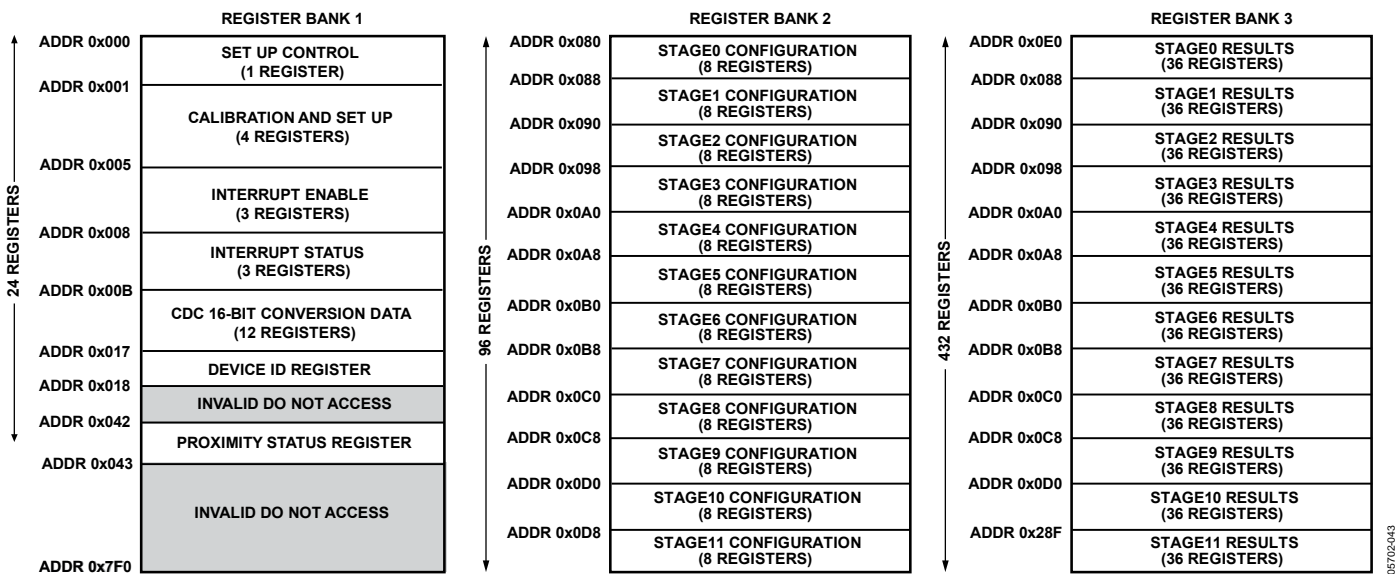 REGISTER BANK 1
ADDR 0x000
SET UP CONTROL
(1 REGISTER)
ADDR 0x001
CALIBRATION AND SET UP
(4 REGISTERS)
ADDR 0x005
INTERRUPT ENABLE
(3 REGISTERS)
ADDR 0x008
INTERRUPT STATUS
(3 REGISTERS)
ADDR 0x00B
CDC 16-BIT CONVERSION DATA
(12 REGISTERS)
ADDR 0x017
DEVICE ID REGISTER
ADDR 0x018
INVALID DO NOT ACCESS
ADDR 0x042
PROXIMITY STATUS REGISTER
ADDR 0x043
INVALID DO NOT ACCESS
ADDR 0x7F0
24 REGISTERS
REGISTER BANK 2
ADDR 0x080
STAGE0 CONFIGURATION
(8 REGISTERS)
ADDR 0x088
STAGE1 CONFIGURATION
(8 REGISTERS)
ADDR 0x090
STAGE2 CONFIGURATION
(8 REGISTERS)
ADDR 0x098
STAGE3 CONFIGURATION
(8 REGISTERS)
ADDR 0x0A0
STAGE4 CONFIGURATION
(8 REGISTERS)
ADDR 0x0A8
STAGE5 CONFIGURATION
(8 REGISTERS)
ADDR 0x0B0
STAGE6 CONFIGURATION
(8 REGISTERS)
ADDR 0x0B8
STAGE7 CONFIGURATION
(8 REGISTERS)
ADDR 0x0C0
STAGE8 CONFIGURATION
(8 REGISTERS)
ADDR 0x0C8
STAGE9 CONFIGURATION
(8 REGISTERS)
ADDR 0x0D0
STAGE10 CONFIGURATION
(8 REGISTERS)
ADDR 0x0D8
STAGE11 CONFIGURATION
(8 REGISTERS)
96 REGISTERS
REGISTER BANK 3
ADDR 0x0E0
STAGE0 RESULTS
(36 REGISTERS)
ADDR 0x088
STAGE1 RESULTS
(36 REGISTERS)
ADDR 0x090
STAGE2 RESULTS
(36 REGISTERS)
ADDR 0x098
STAGE3 RESULTS
(36 REGISTERS)
ADDR 0x0A0
STAGE4 RESULTS
(36 REGISTERS)
ADDR 0x0A8
STAGE5 RESULTS
(36 REGISTERS)
ADDR 0x0B0
STAGE6 RESULTS
(36 REGISTERS)
ADDR 0x0B8
STAGE7 RESULTS
(36 REGISTERS)
ADDR 0x0C0
STAGE8 RESULTS
(36 REGISTERS)
ADDR 0x0C8
STAGE9 RESULTS
(36 REGISTERS)
ADDR 0x0D0
STAGE10 RESULTS
(36 REGISTERS)
ADDR 0x28F
STAGE11 RESULTS
(36 REGISTERS)
432 REGISTERS
05702-043